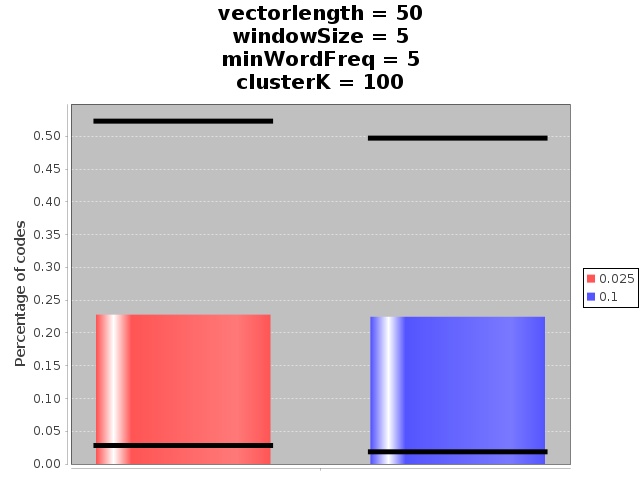 vectorlength = 50
windowSize = 5
minWordFreq = 5
clusterK = 100
Percentage of codes
0.50
0.45
0.40
0.35
0.30
0.25
0.20
0.15
0.10
0.05
0.00
0.025
0.1